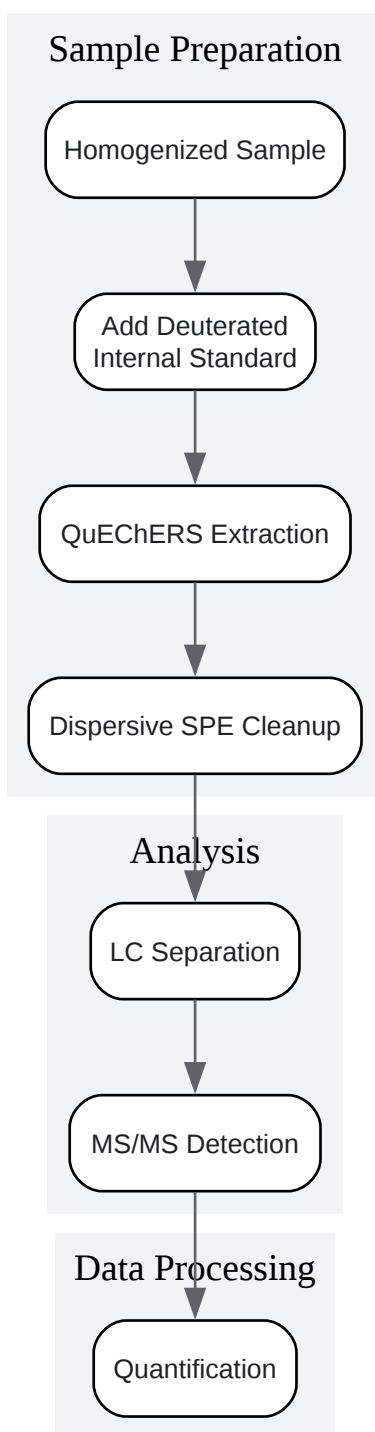 Sample Preparation
Homogenized Sample
Add Deuterated
Internal Standard
QuEChERS Extraction
Dispersive SPE Cleanup
Analysis
LC Separation
MS/MS Detection
Data Processing
Quantification